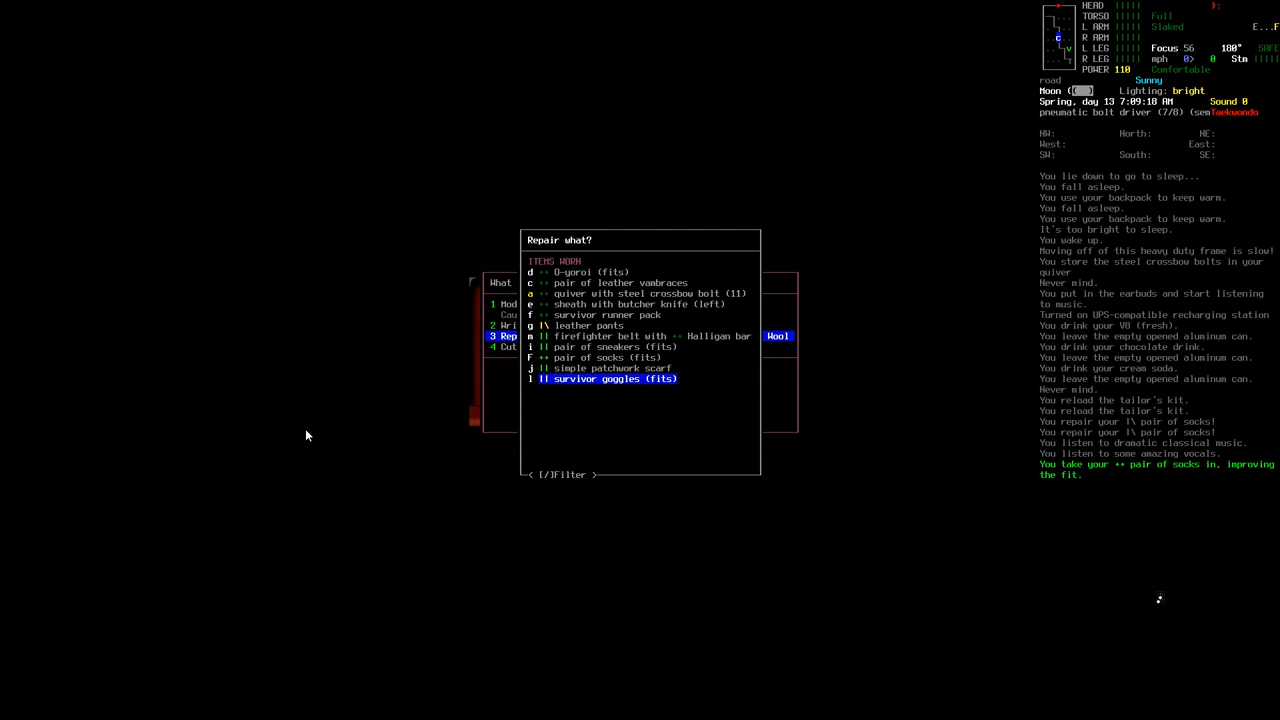 HEAD ||||| ):
TORSO ||||| Full
L ARM ||||| Slaked E...F
R ARM |||||
L LEG ||||| Focus 56 180° SAFE
R LEG ||||| mph 0> 0 Stm |||||
POWER 110 Comfortable
road Sunny
Moon (( ) Lighting: bright
Spring, day 13 7:09:18 AM Sound 0
pneumatic bolt driver (7/8) (semTaekwondo
NW: North: NE:
West: East:
SW: South: SE:
You lie down to go to sleep...
You fall asleep.
You use your backpack to keep warm.
You fall asleep.
You use your backpack to keep warm.
It's too bright to sleep.
You wake up.
Moving off of this heavy duty frame is slow!
You store the steel crossbow bolts in your
quiver
Never mind.
You put in the earbuds and start listening
to music.
Turned on UPS-compatible recharging station
You drink your V8 (fresh).
You leave the empty opened aluminum can.
You drink your chocolate drink.
You leave the empty opened aluminum can.
You drink your cream soda.
You leave the empty opened aluminum can.
Never mind.
You reload the tailor's kit.
You reload the tailor's kit.
You repair your |\ pair of socks!
You repair your |\ pair of socks!
You listen to dramatic classical music.
You listen to some amazing vocals.
You take your ++ pair of socks in, improving
the fit.
Repair what?
ITEMS WORN
d ++ O-yoroi (fits)
c ++ pair of leather vambraces
a ++ quiver with steel crossbow bolt (11)
e ++ sheath with butcher knife (left)
f ++ survivor runner pack
g |\ leather pants
m || firefighter belt with ++ Halligan bar
i || pair of sneakers (fits)
F ++ pair of socks (fits)
j || simple patchwork scarf
l || survivor goggles (fits)
< [/]Filter >
What
1 Mod
Cau
2 Wri
3 Rep
4 Cut
Wool